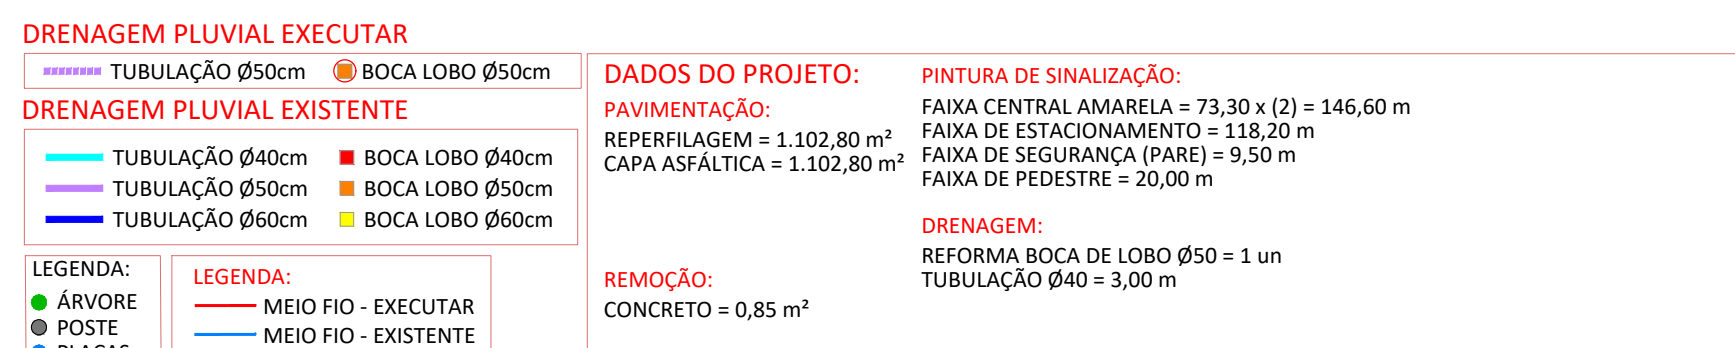 DRENAGEM PLUVIAL EXECUTAR
TUBULAÇÃO Ø50cm
BOCA LOBO Ø50cm
DRENAGEM PLUVIAL EXISTENTE
TUBULAÇÃO Ø40cm
BOCA LOBO Ø40cm
TUBULAÇÃO Ø50cm
BOCA LOBO Ø50cm
TUBULAÇÃO Ø60cm
BOCA LOBO Ø60cm
LEGENDA:
ÁRVORE
POSTE
PLACAS
LEGENDA:
MEIO FIO - EXECUTAR
MEIO FIO - EXISTENTE
DADOS DO PROJETO:
PAVIMENTAÇÃO:
REPERFILAGEM = 1.102,80 m²
CAPA ASFÁLTICA = 1.102,80 m²
REMOÇÃO:
CONCRETO = 0,85 m²
PINTURA DE SINALIZAÇÃO:
FAIXA CENTRAL AMARELA = 73,30 x (2) = 146,60 m
FAIXA DE ESTACIONAMENTO = 118,20 m
FAIXA DE SEGURANÇA (PARE) = 9,50 m
FAIXA DE PEDESTRE = 20,00 m
DRENAGEM:
REFORMA BOCA DE LOBO Ø50 = 1 un
TUBULAÇÃO Ø40 = 3,00 m